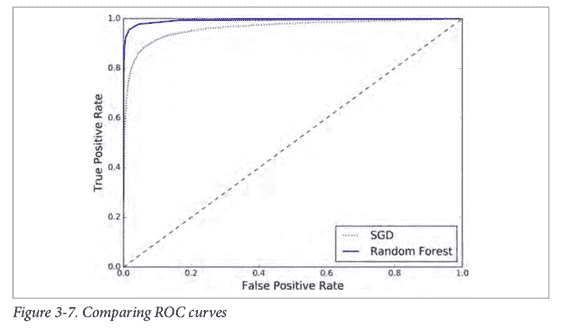 1.0
0.8
0.6
0.4
0.2
0.0
True Positive Rate
0.0 0.2 0.4 0.6 0.8 1.0
False Positive Rate
SGD
Random Forest
Figure 3-7. Comparing ROC curves